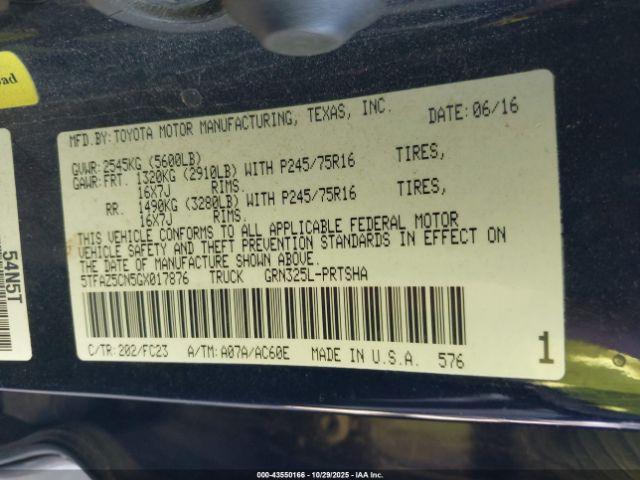 oad
54N5T
MFD.BY:TOYOTA MOTOR MANUFACTURING, TEXAS, INC. DATE:06/16
GVWR:2545KG (5600LB)
GAWR:FRT. 1320KG (2910LB) WITH P245/75R16 TIRES,
16X7J RIMS.
RR. 1490KG (3280LB) WITH P245/75R16 TIRES,
16X7J RIMS.
THIS VEHICLE CONFORMS TO ALL APPLICABLE FEDERAL MOTOR
VEHICLE SAFETY AND THEFT PREVENTION STANDARDS IN EFFECT ON
THE DATE OF MANUFACTURE SHOWN ABOVE.
5TFAZ5CN5GX017876 TRUCK GRN325L-PRTSHA
C/TR:202/FC23 A/TM:A07A/AC60E MADE IN U.S.A. 576
1
000-43550166 - 10/29/2025 - IAA